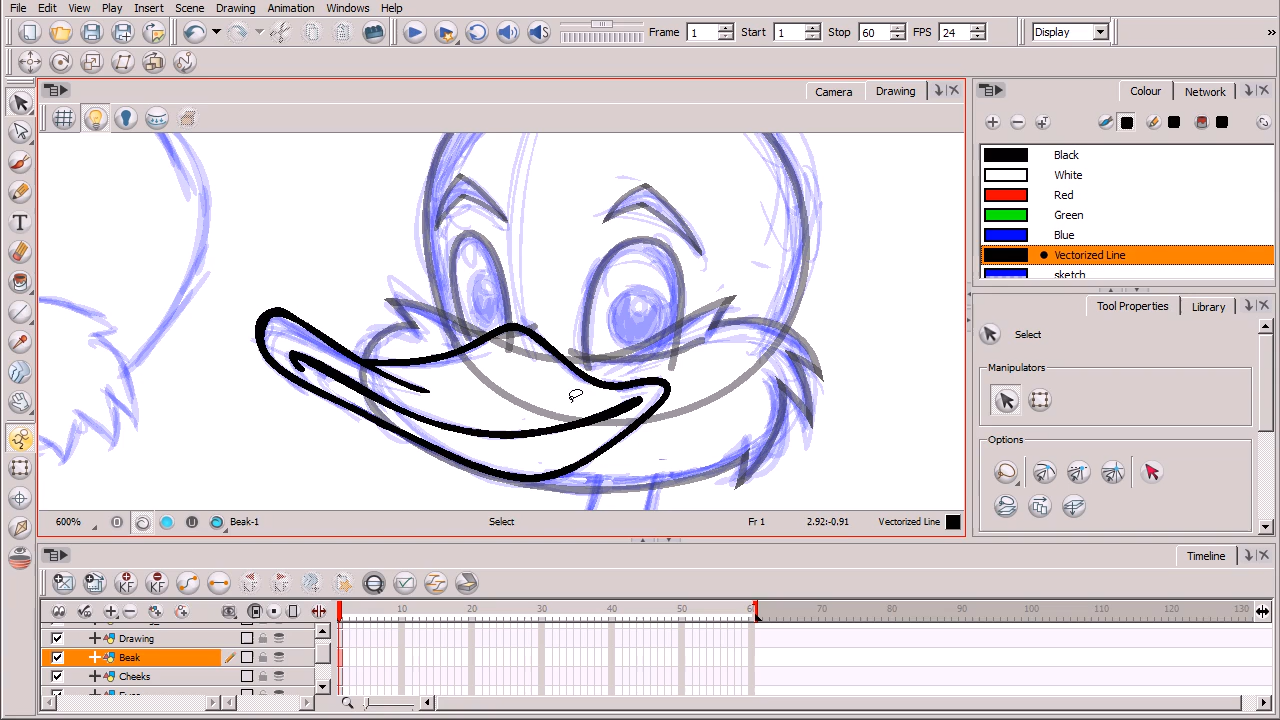 File Edit View Play Insert Scene Drawing Animation Windows Help
Frame 1 Start 1 Stop 60 FPS 24 Display »
Camera Drawing
Colour Network
Black
White
Red
Green
Blue
Vectorized Line
sketch
Tool Properties Library
Select
Manipulators
Options
T
600% Beak-1 Select Fr 1 2.92:-0.91 Vectorized Line
Timeline
KF KF
10 20 30 40 50 60 70 80 90 100 110 120 130
Drawing
Beak
Cheeks